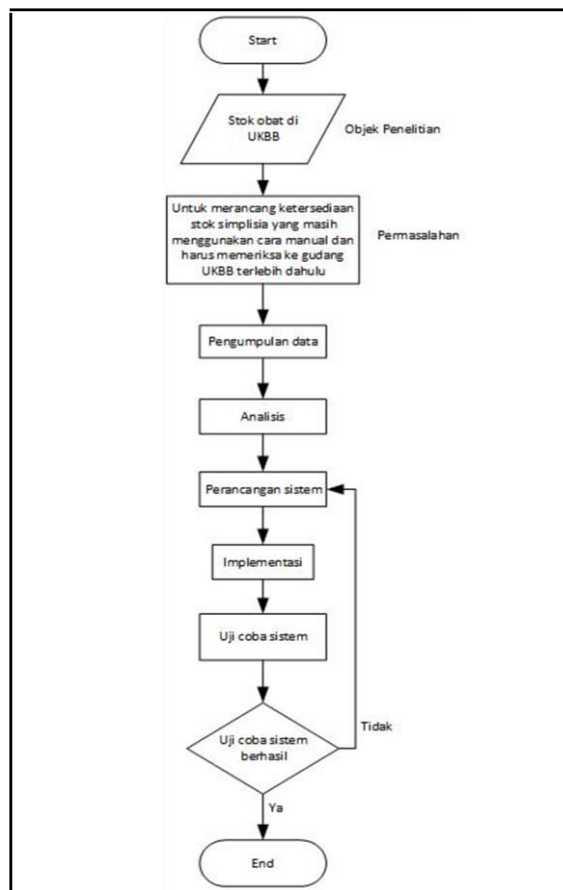 Start
Stok obat di
UKBB
Objek Penelitian
Untuk merancang ketersediaan
stok simplisia yang masih
menggunakan cara manual dan
harus memeriksa ke gudang
UKBB terlebih dahulu
Permasalahan
Pengumpulan data
Analisis
Perancangan sistem
Implementasi
Uji coba sistem
Uji coba sistem
berhasil
Tidak
Ya
End